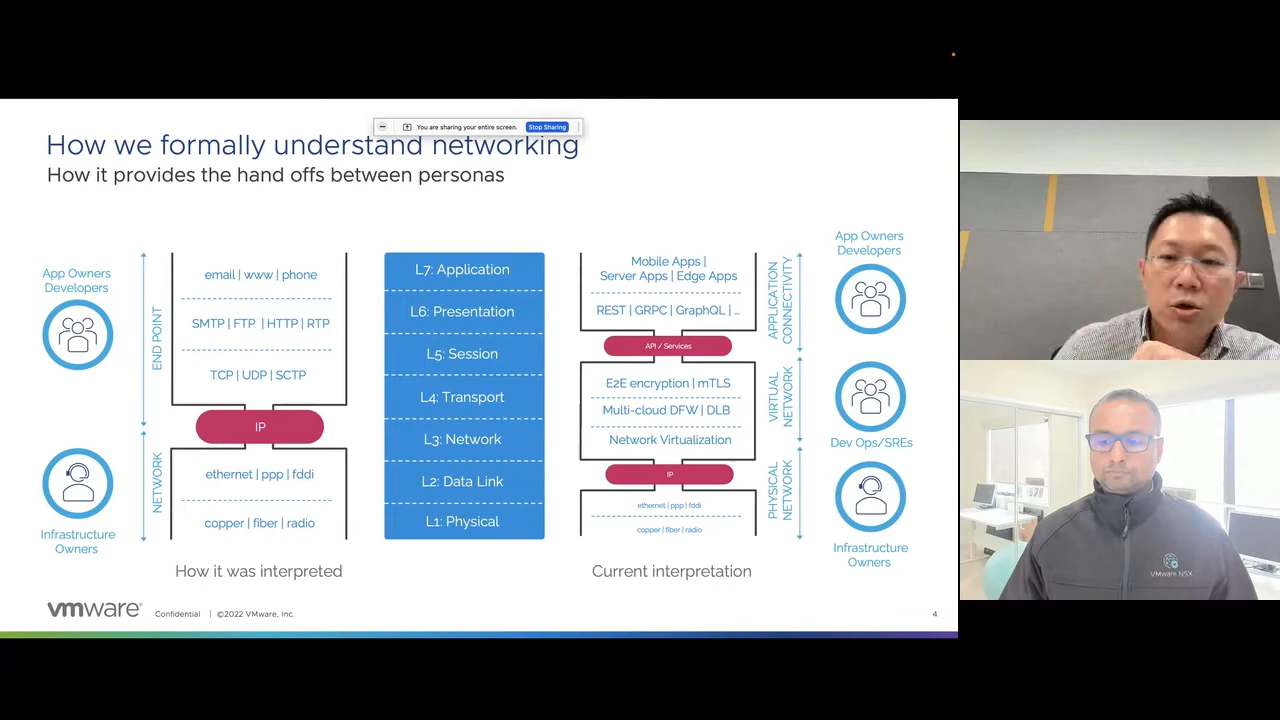 You are sharing your entire screen.
Stop Sharing
How we formally understand networking
How it provides the hand offs between personas
App Owners
Developers
END POINT
email | www | phone
SMTP | FTP | HTTP | RTP
TCP | UDP | SCTP
IP
Infrastructure
Owners
NETWORK
ethernet | ppp | fddi
copper | fiber | radio
How it was interpreted
L7: Application
L6: Presentation
L5: Session
L4: Transport
L3: Network
L2: Data Link
L1: Physical
Mobile Apps |
Server Apps | Edge Apps
REST | GRPC | GraphQL | ..
API / Services
E2E encryption | mTLS
Multi-cloud DFW | DLB
Network Virtualization
IP
ethernet | ppp | fddi
copper | fiber | radio
Current interpretation
APPLICATION
CONNECTIVITY
VIRTUAL
NETWORK
PHYSICAL
NETWORK
App Owners
Developers
Dev Ops/SREs
Infrastructure
Owners
vmware®
Confidential | ©2022 VMware, Inc.
4
VMware NSX